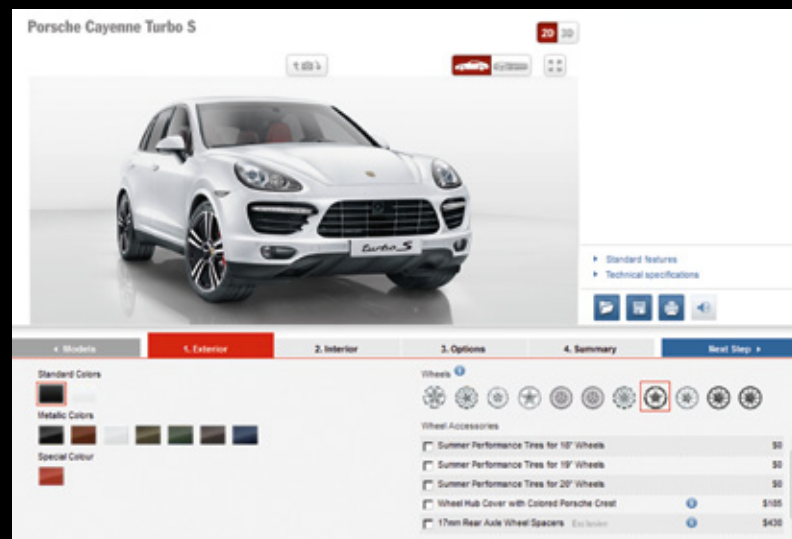 Porsche Cayenne Turbo S
2D 3D
Turbo S
Standard features
Technical specifications
Models
1. Exterior
2. Interior
3. Options
4. Summary
Next Step
Standard Colors
Metallic Colors
Special Colour
Wheels
Wheel Accessories
Summer Performance Tires for 18" Wheels $0
Summer Performance Tires for 19" Wheels $0
Summer Performance Tires for 20" Wheels $0
Wheel Hub Cover with Colored Porsche Crest $185
17mm Rear Axle Wheel Spacers Exclusive $430